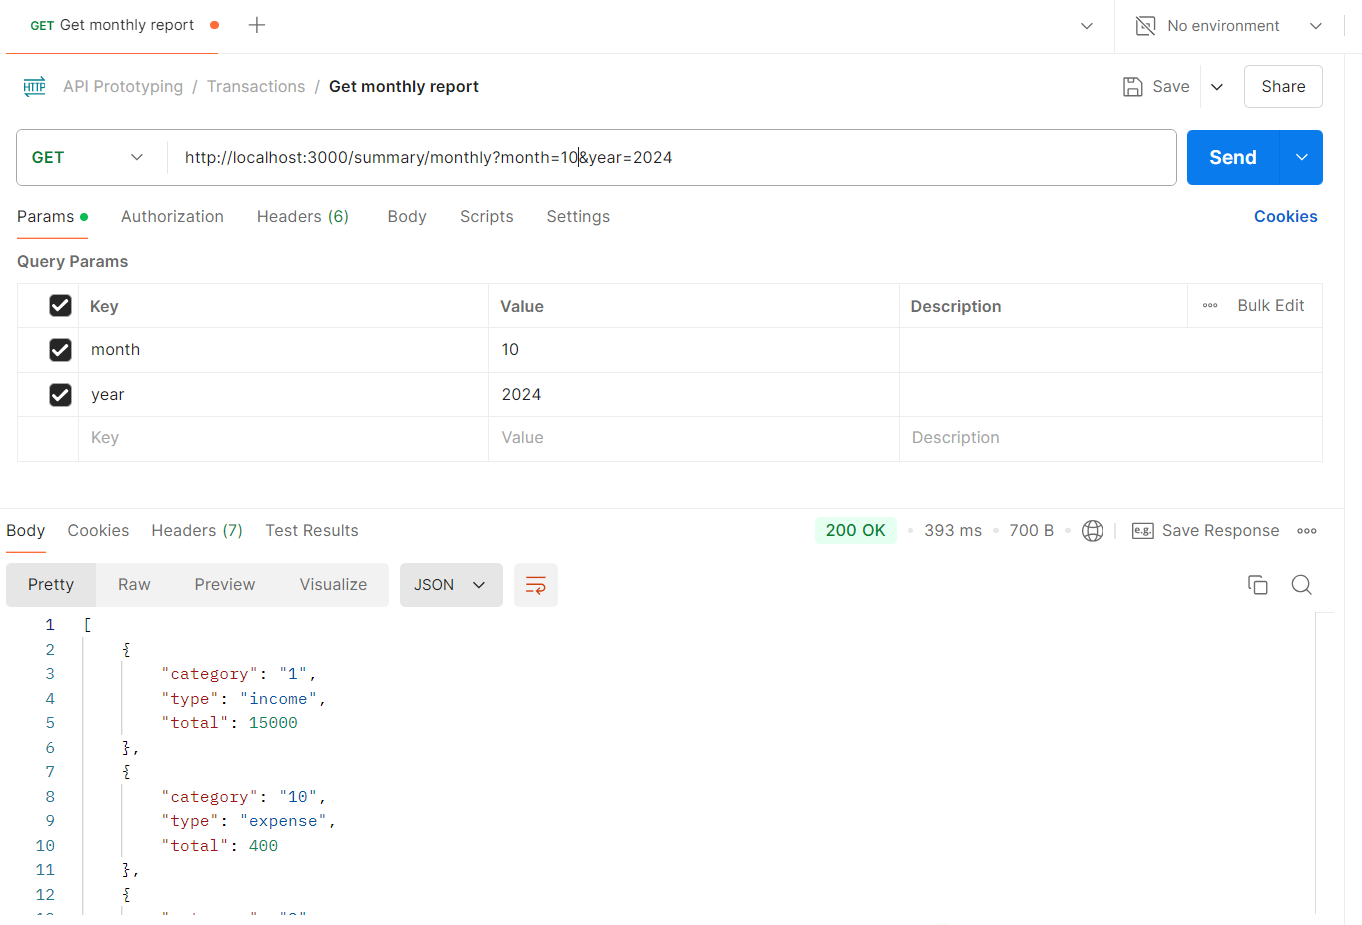 GET Get monthly report
No environment
HTTP API Prototyping / Transactions / Get monthly report
Save
Share
GET
http://localhost:3000/summary/monthly?month=10&year=2024
Send
Params Authorization Headers (6) Body Scripts Settings
Cookies
Query Params
Key Value Description Bulk Edit
month 10
year 2024
Key Value Description
Body Cookies Headers (7) Test Results
200 OK 393 ms 700 B e.g. Save Response
Pretty Raw Preview Visualize JSON
1 [
2 {
3 "category": "1",
4 "type": "income",
5 "total": 15000
6 },
7 {
8 "category": "10",
9 "type": "expense",
10 "total": 400
11 },
12 {